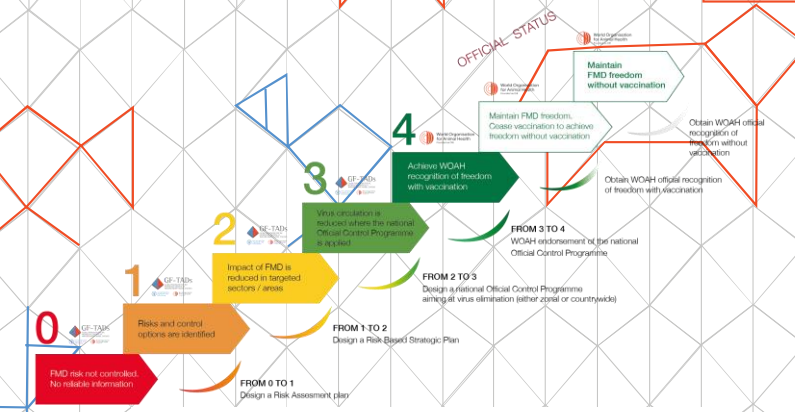 OFFICIAL STATUS
World Organisation
for Animal Health
Maintain
FMD freedom
without vaccination
World Organisation
for Animal Health
Maintain FMD freedom.
Cease vaccination to achieve
freedom without vaccination
Obtain WOAH official
recognition of
freedom without
vaccination
4
World Organisation
for Animal Health
Achieve WOAH
recognition of freedom
with vaccination
Obtain WOAH official recognition
of freedom with vaccination
3
GF-TADs
Virus circulation is
reduced where the national
Official Control Programme
is applied
FROM 3 TO 4
WOAH endorsement of the national
Official Control Programme
2
GF-TADs
Impact of FMD is
reduced in targeted
sectors / areas
FROM 2 TO 3
Design a national Official Control Programme
aiming at virus elimination (either zonal or countrywide)
1
GF-TADs
Risks and control
options are identified
FROM 1 TO 2
Design a Risk Based Strategic Plan
0
GF-TADs
FMD risk not controlled.
No reliable information
FROM 0 TO 1
Design a Risk Assesment plan